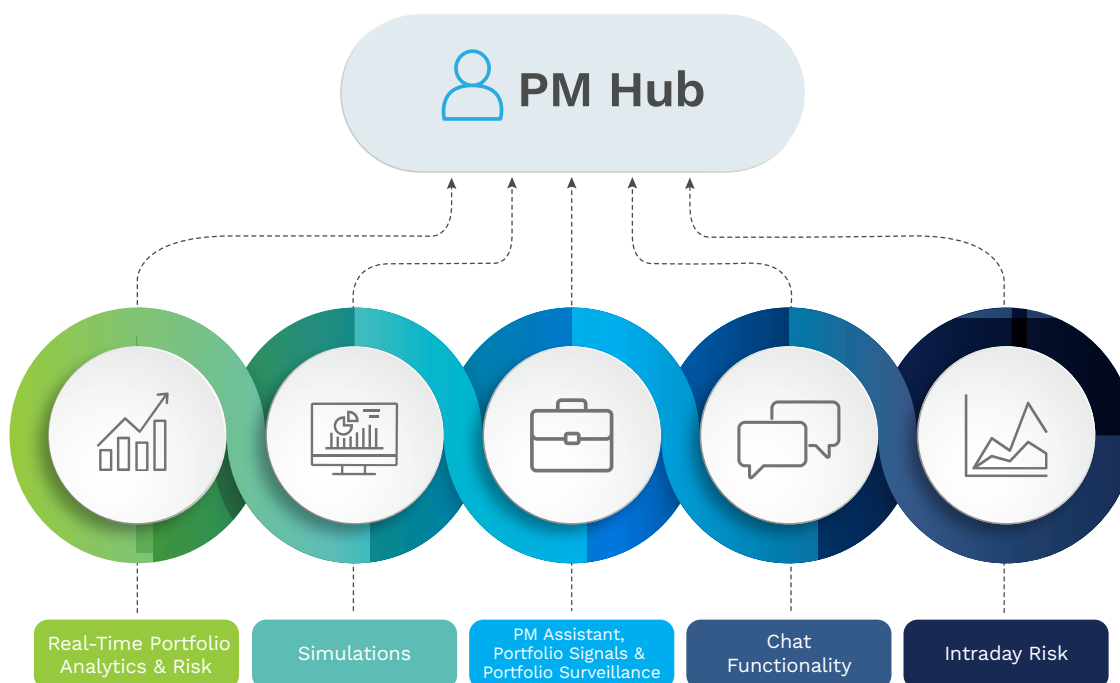 PM Hub
Real-Time Portfolio
Analytics & Risk
Simulations
PM Assistant,
Portfolio Signals &
Portfolio Surveillance
Chat
Functionality
Intraday Risk